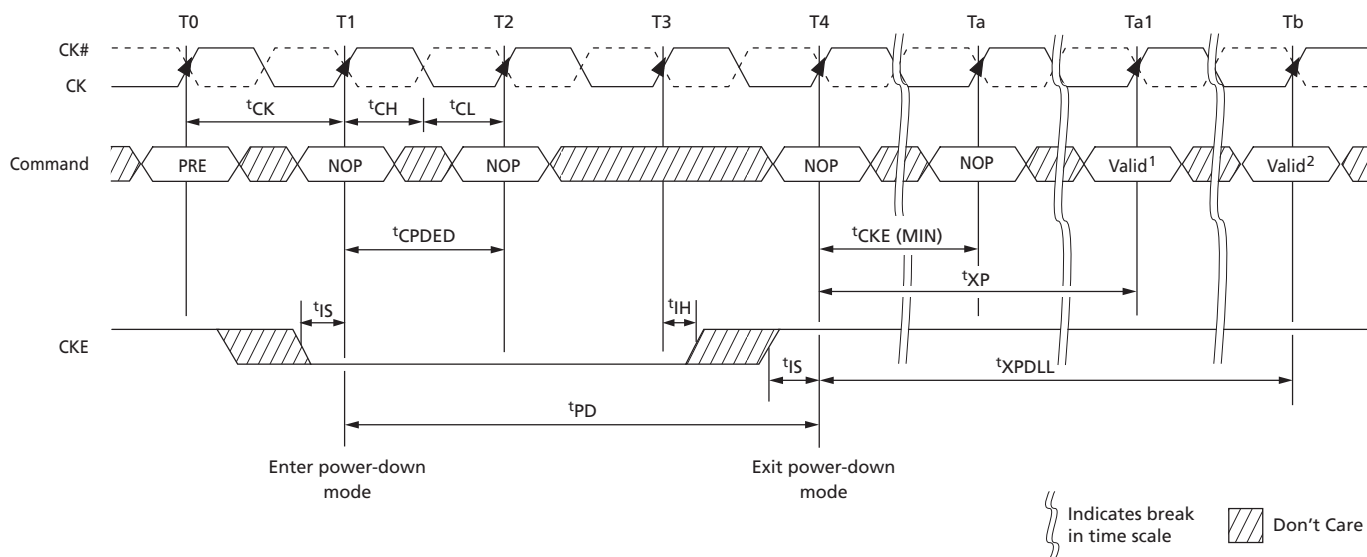 T0 T1 T2 T3 T4 Ta Ta1 Tb
CK#
CK
tCK tCH tCL
Command PRE NOP NOP NOP NOP Valid1 Valid2
tCPDED tCKE (MIN)
tXP
tIS tIH
CKE
tIS tXPDLL
tPD
Enter power-down
mode
Exit power-down
mode
Indicates break
in time scale
Don't Care